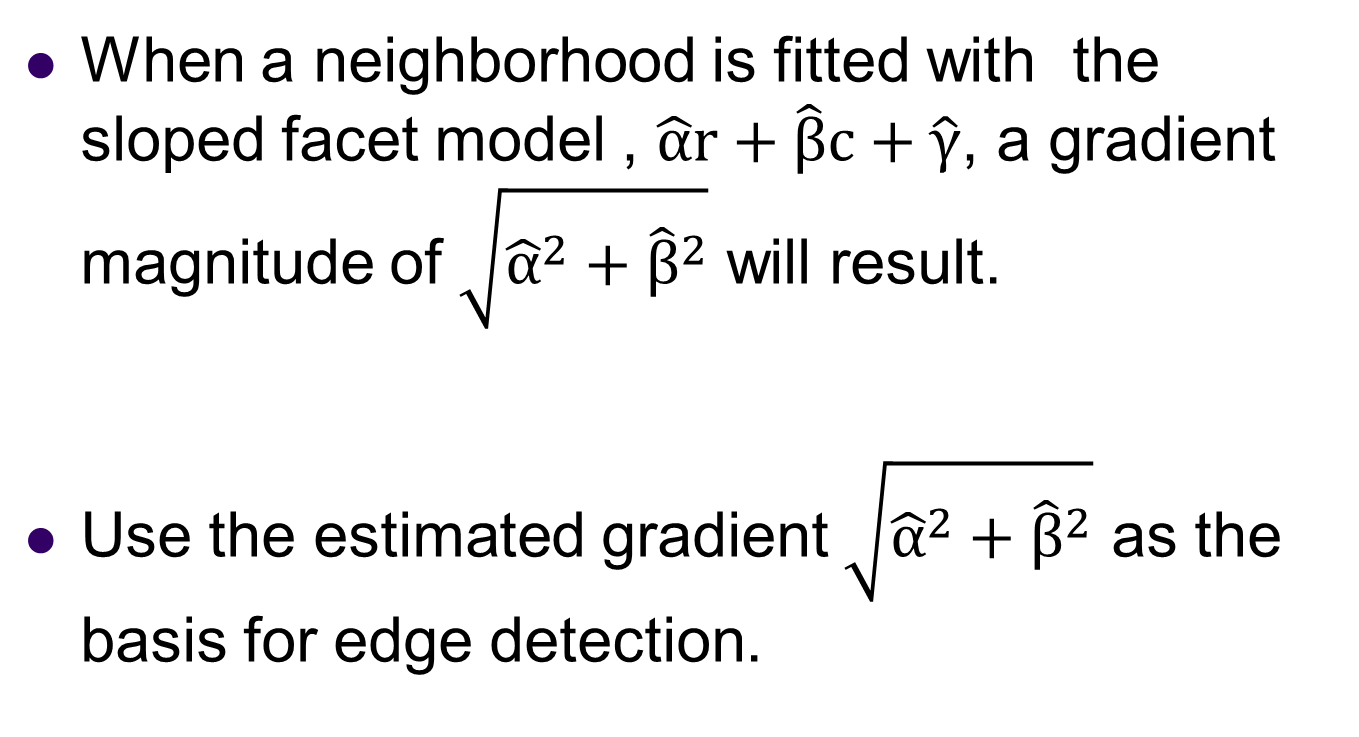 • When a neighborhood is fitted with the
sloped facet model , α̂r + β̂c + γ̂, a gradient
magnitude of √(α̂² + β̂²) will result.
• Use the estimated gradient √(α̂² + β̂²) as the
basis for edge detection.